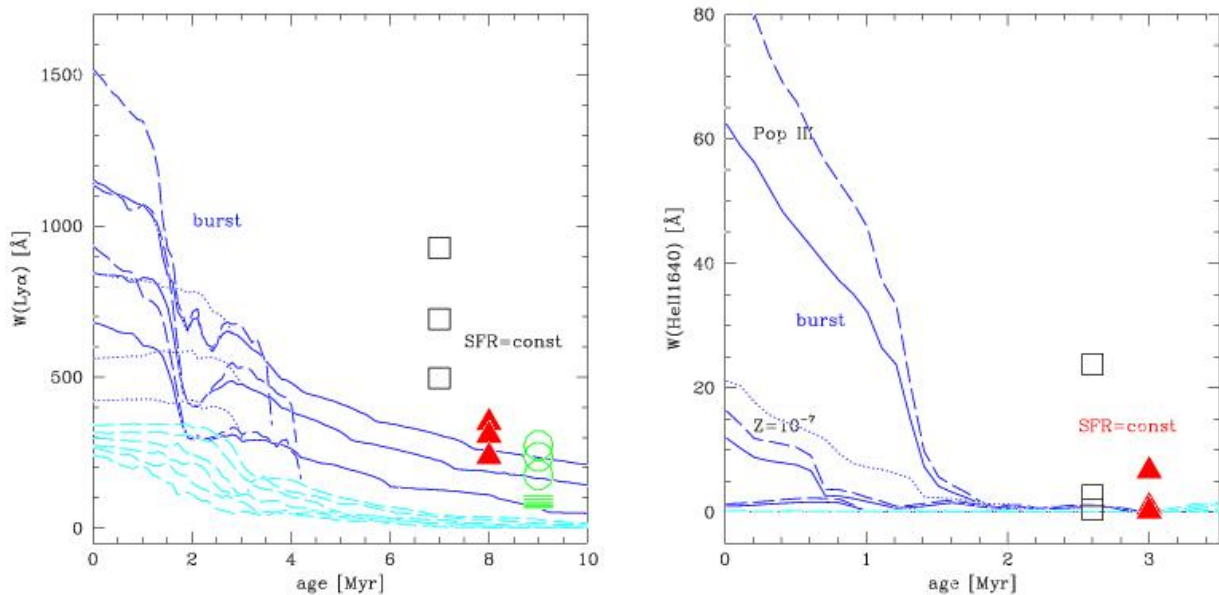 1500
1000
500
0
W(Lyα) [Å]
burst
SFR=const
0
2
4
6
8
10
age [Myr]
80
60
40
20
0
W(HeII1640) [Å]
Pop III
burst
Z=10⁻⁷
SFR=const
0
1
2
3
age [Myr]